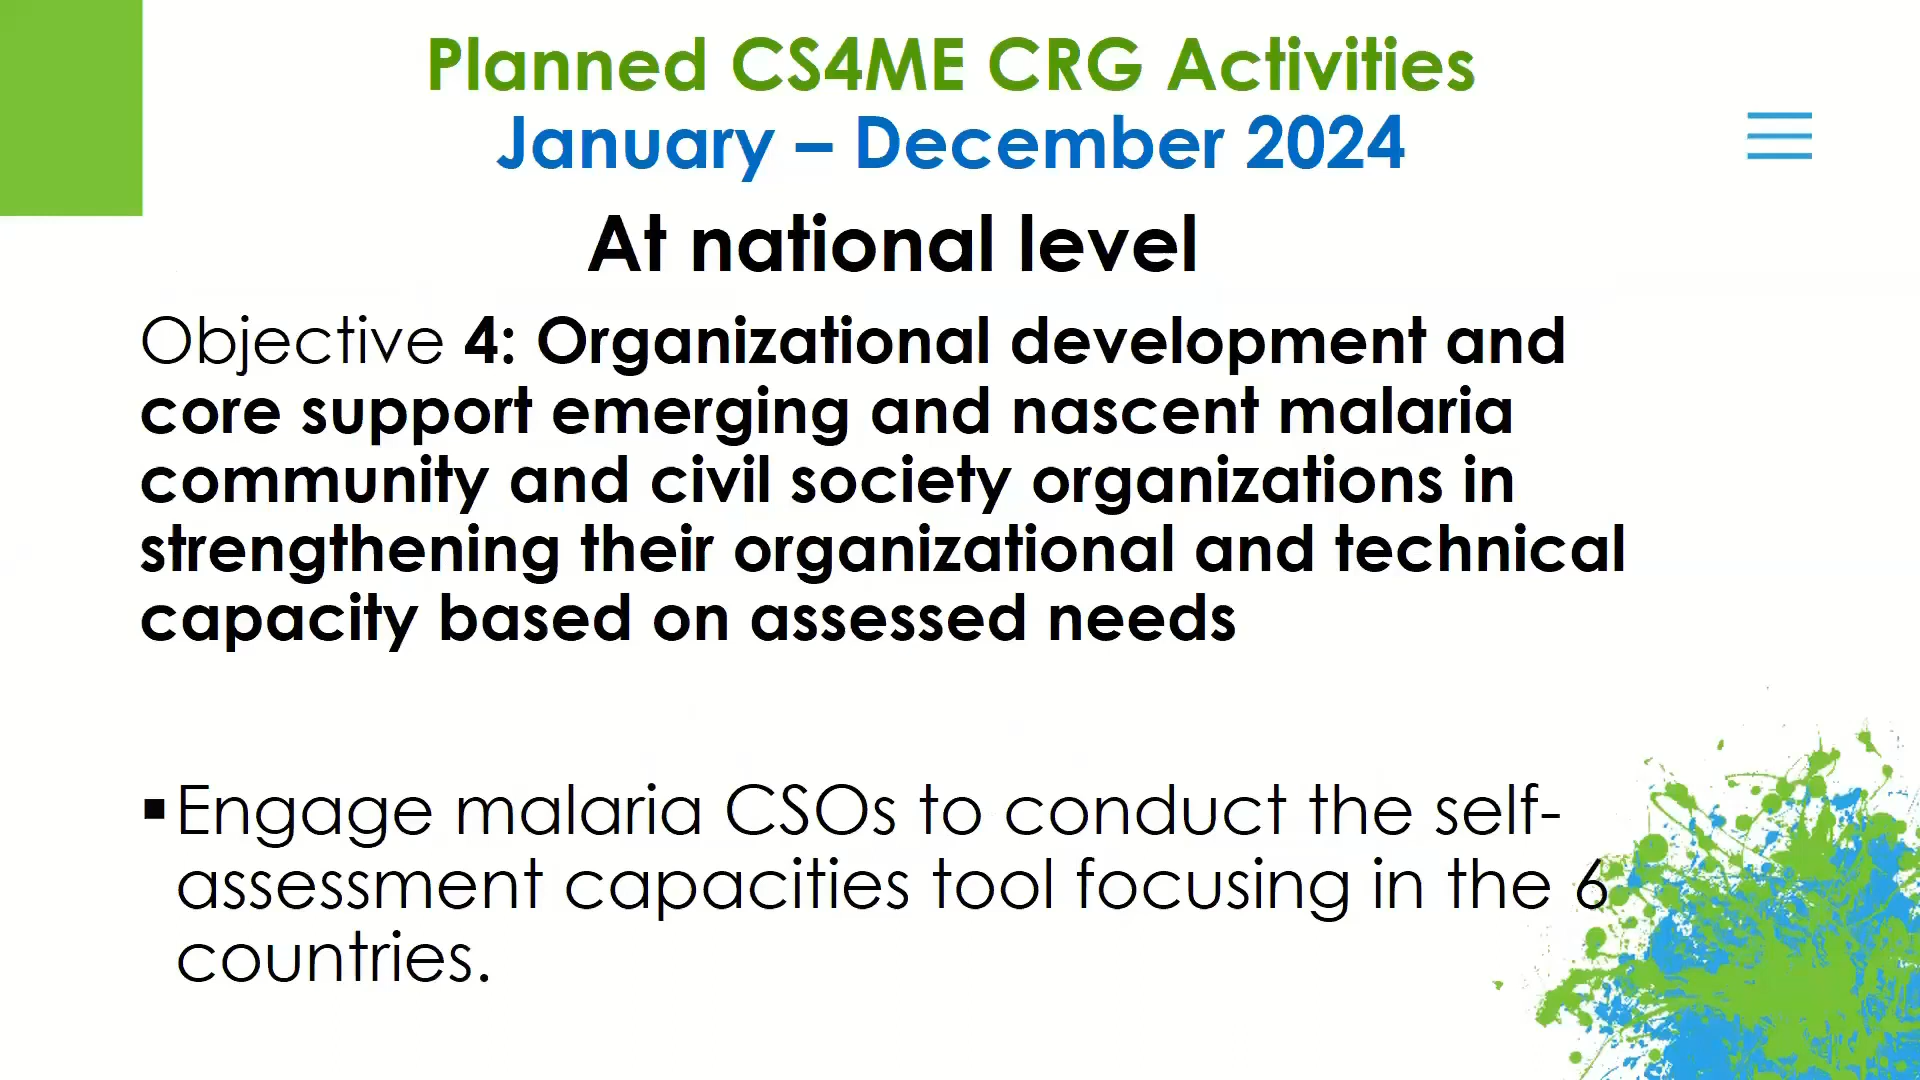 Planned CS4ME CRG Activities
January – December 2024
At national level
Objective 4: Organizational development and
core support emerging and nascent malaria
community and civil society organizations in
strengthening their organizational and technical
capacity based on assessed needs
▪Engage malaria CSOs to conduct the self-
assessment capacities tool focusing in the 6
countries.